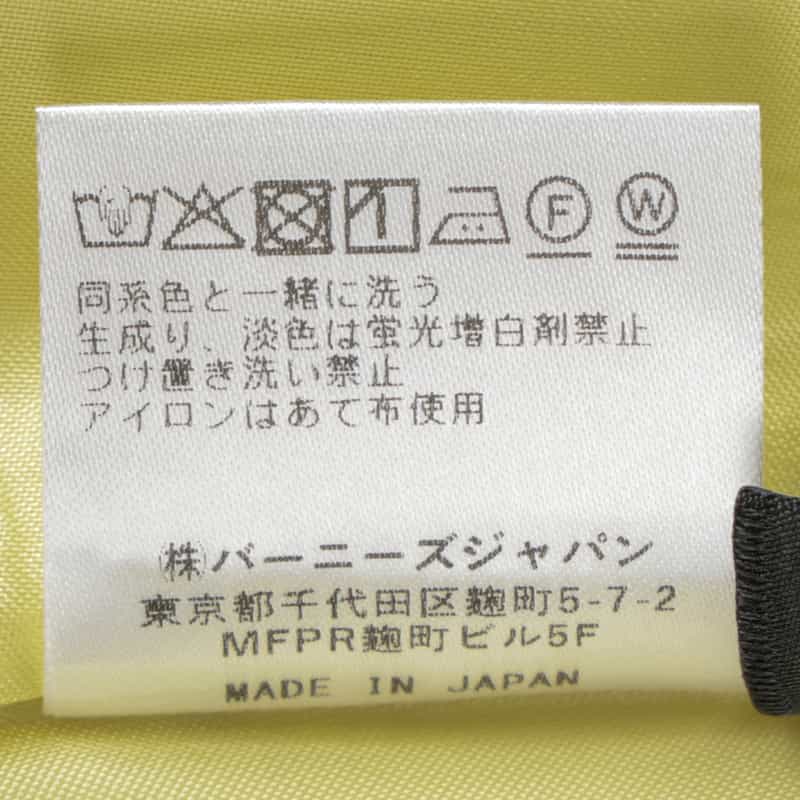 F W
同系色と一緒に洗う
生成り、淡色は蛍光増白剤禁止
つけ置き洗い禁止
アイロンはあて布使用
㈱バーニーズジャパン
東京都千代田区麹町5-7-2
MFPR麹町ビル5F
MADE IN JAPAN